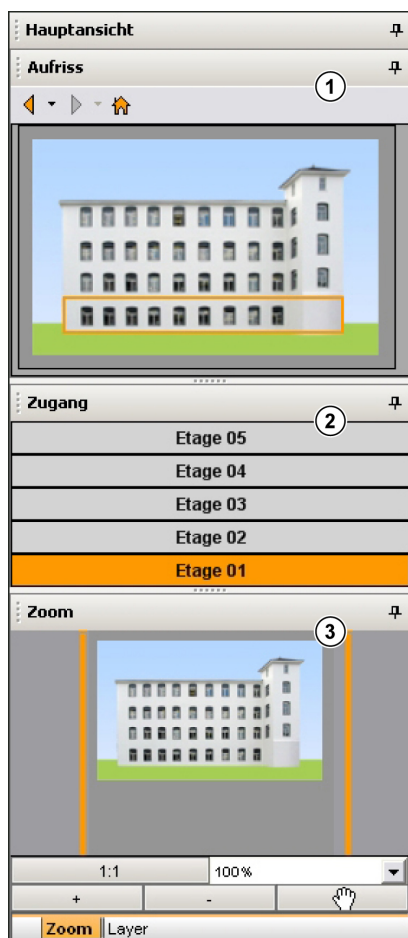 Hauptansicht
Aufriss
1
Zugang
2
Etage 05
Etage 04
Etage 03
Etage 02
Etage 01
Zoom
3
1:1 100%
+ -
Zoom Layer